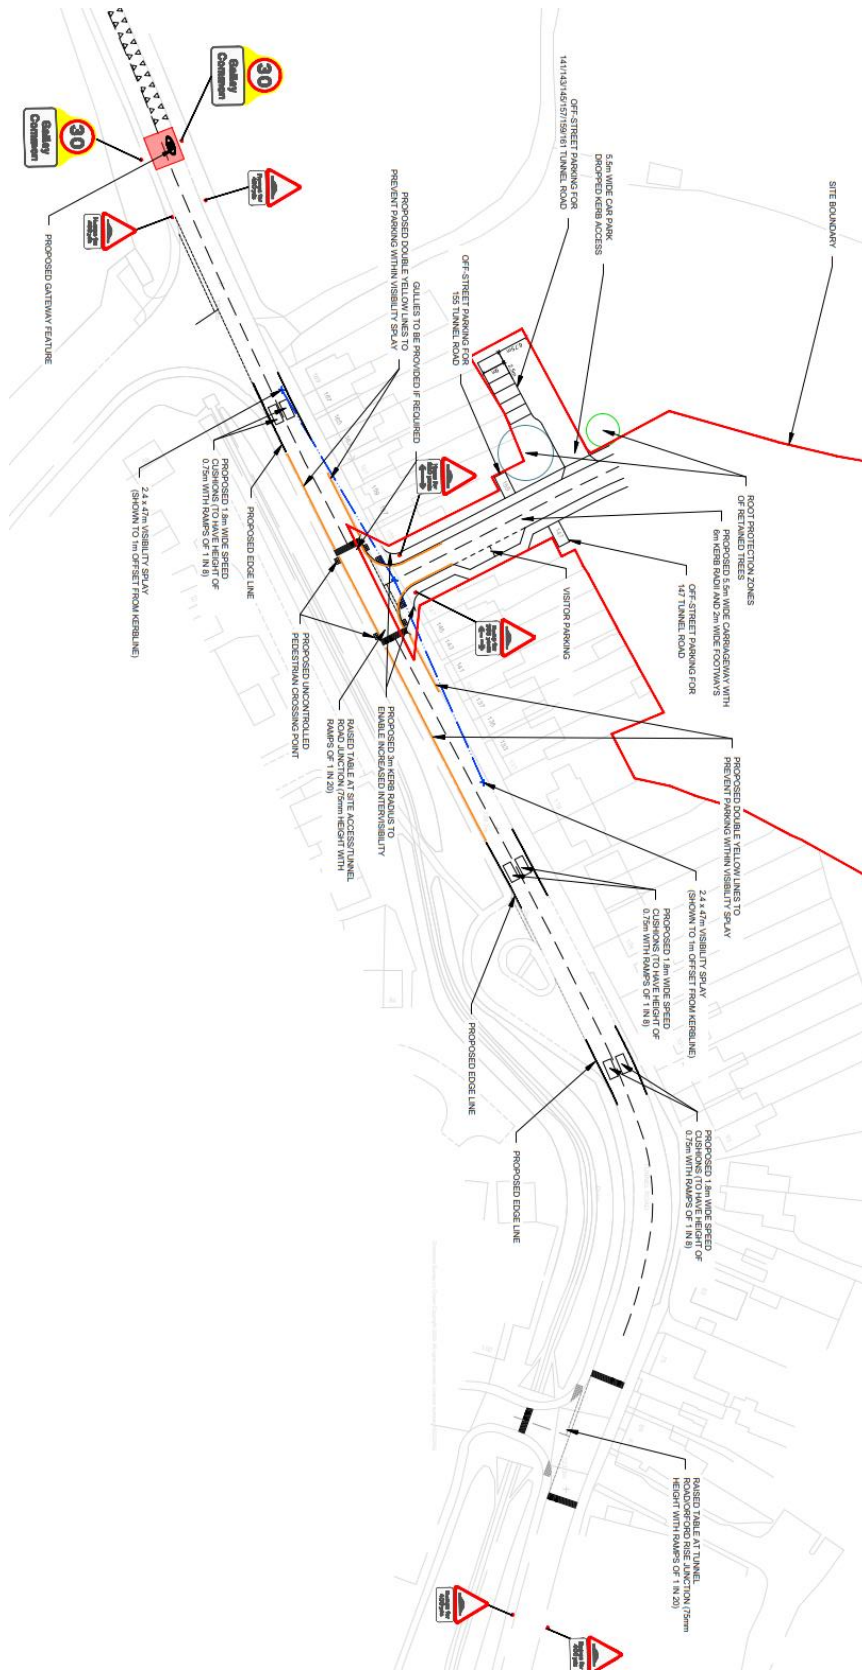 SITE BOUNDARY
5.5m WIDE CAR PARK
DROPPED KERB ACCESS
OFF-STREET PARKING FOR
141/143/145/157/159/161 TUNNEL ROAD
OFF-STREET PARKING FOR
155 TUNNEL ROAD
GULLIES TO BE PROVIDED IF REQUIRED
PROPOSED DOUBLE YELLOW LINES TO
PREVENT PARKING WITHIN VISIBILITY SPLAY
30
Galley
Common
30
Galley
Common
PROPOSED GATEWAY FEATURE
ROOT PROTECTION ZONES
OF RETAINED TREES
PROPOSED 5.5m WIDE CARRIAGEWAY WITH
6m KERB RADII AND 2m WIDE FOOTWAYS
OFF-STREET PARKING FOR
147 TUNNEL ROAD
VISITOR PARKING
PROPOSED EDGE LINE
PROPOSED 1.8m WIDE SPEED
CUSHIONS (TO HAVE HEIGHT OF
0.75m WITH RAMPS OF 1 IN 8)
2.4 x 47m VISIBILITY SPLAY
(SHOWN TO 1m OFFSET FROM KERBLINE)
PROPOSED DOUBLE YELLOW LINES TO
PREVENT PARKING WITHIN VISIBILITY SPLAY
2.4 x 47m VISIBILITY SPLAY
(SHOWN TO 1m OFFSET FROM KERBLINE)
PROPOSED 3m KERB RADIUS TO
ENABLE INCREASED INTERVISIBILITY
RAISED TABLE AT SITE ACCESS/TUNNEL
ROAD JUNCTION (75mm HEIGHT WITH
RAMPS OF 1 IN 20)
PROPOSED UNCONTROLLED
PEDESTRIAN CROSSING POINT
PROPOSED 1.8m WIDE SPEED
CUSHIONS (TO HAVE HEIGHT OF
0.75m WITH RAMPS OF 1 IN 8)
PROPOSED EDGE LINE
PROPOSED 1.8m WIDE SPEED
CUSHIONS (TO HAVE HEIGHT OF
0.75m WITH RAMPS OF 1 IN 8)
PROPOSED EDGE LINE
RAISED TABLE AT TUNNEL
ROAD/ORFORD RISE JUNCTION (75mm
HEIGHT WITH RAMPS OF 1 IN 20)